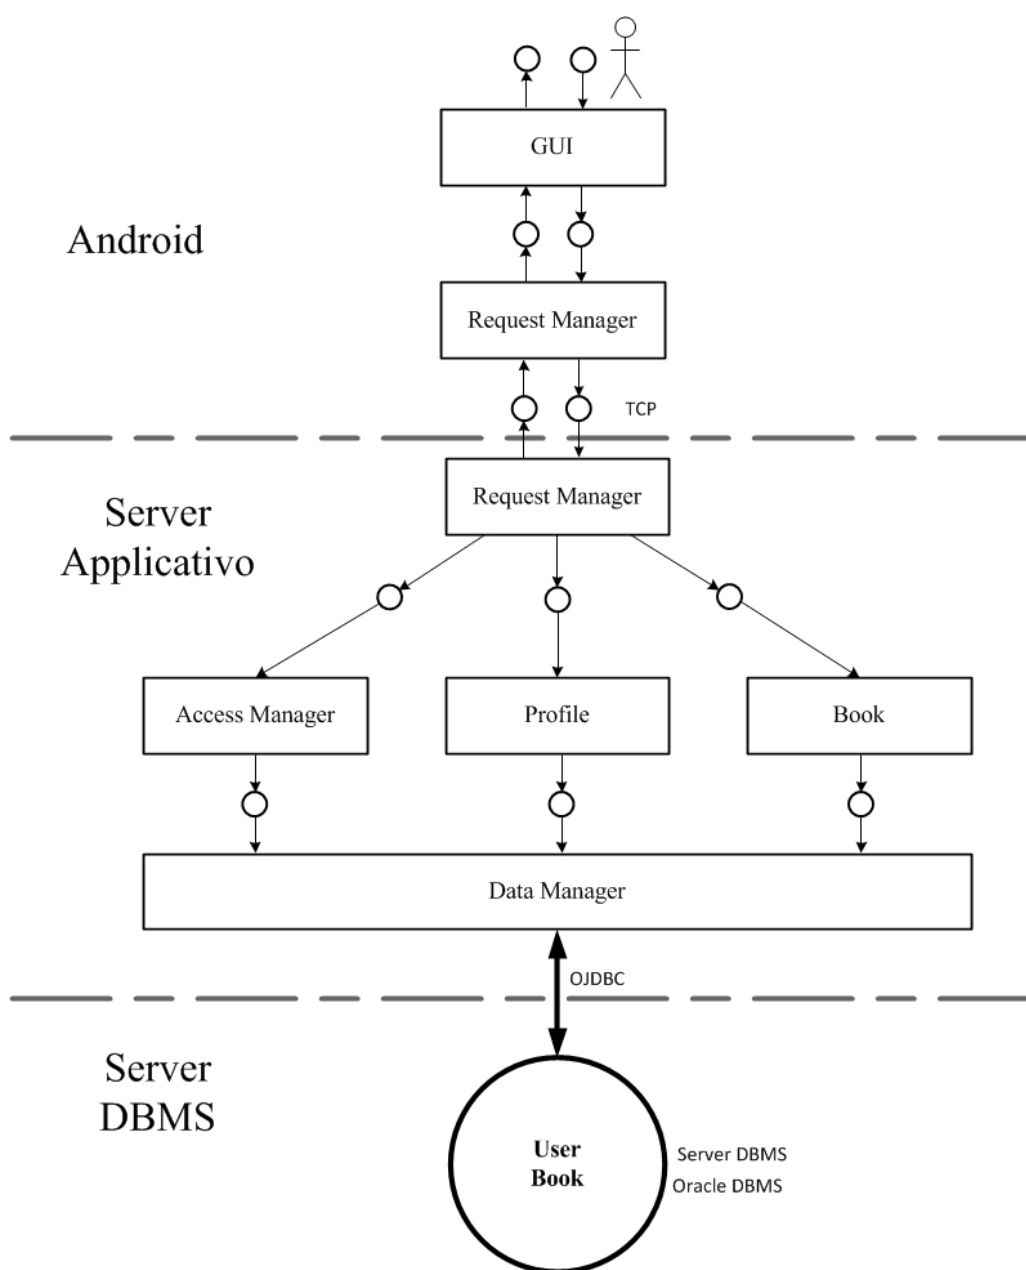 GUI
Android
Request Manager
TCP
Request Manager
Server
Applicativo
Access Manager
Profile
Book
Data Manager
OJDBC
Server
DBMS
User
Book
Server DBMS
Oracle DBMS